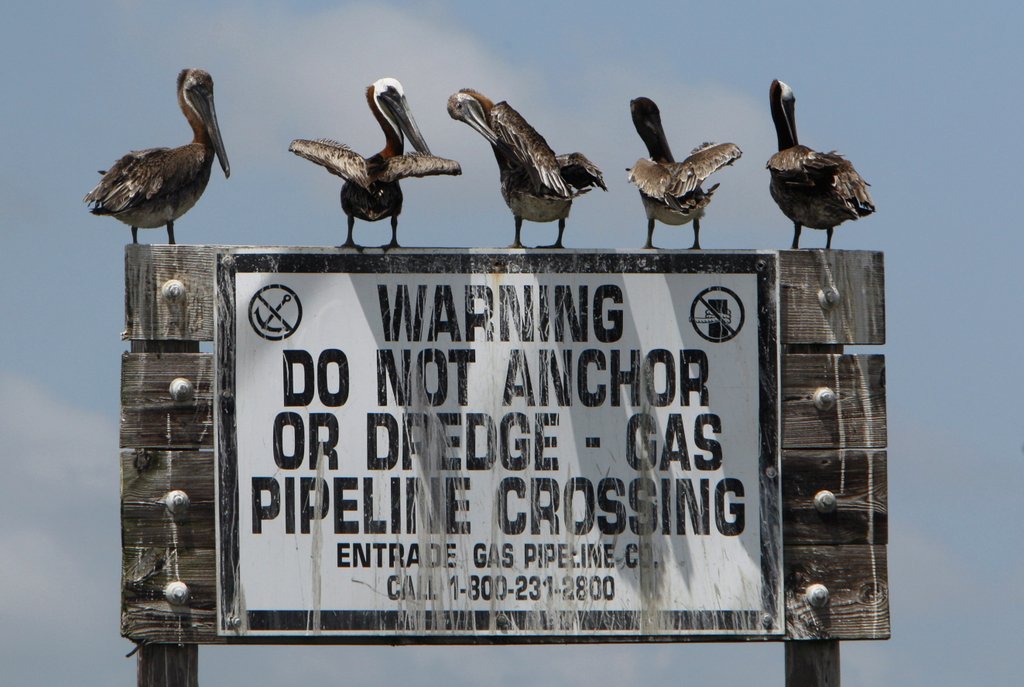 WARNING
DO NOT ANCHOR
OR DREDGE - GAS
PIPELINE CROSSING
ENTRADE GAS PIPELINE CO.
CALL 1-800-231-2800